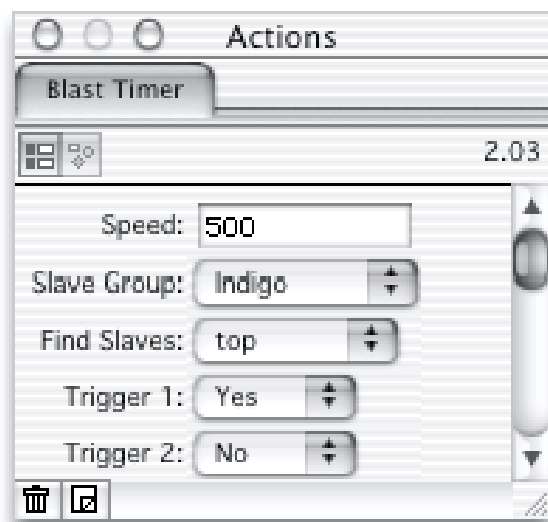 Actions
Blast Timer
2.03
Speed: 500
Slave Group: Indigo
Find Slaves: top
Trigger 1: Yes
Trigger 2: No